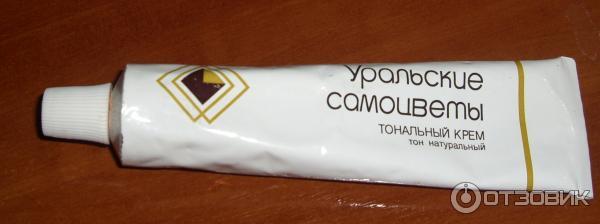 Уральские
самоцветы
ТОНАЛЬНЫЙ КРЕМ
тон натуральный
ОТЗОВИК